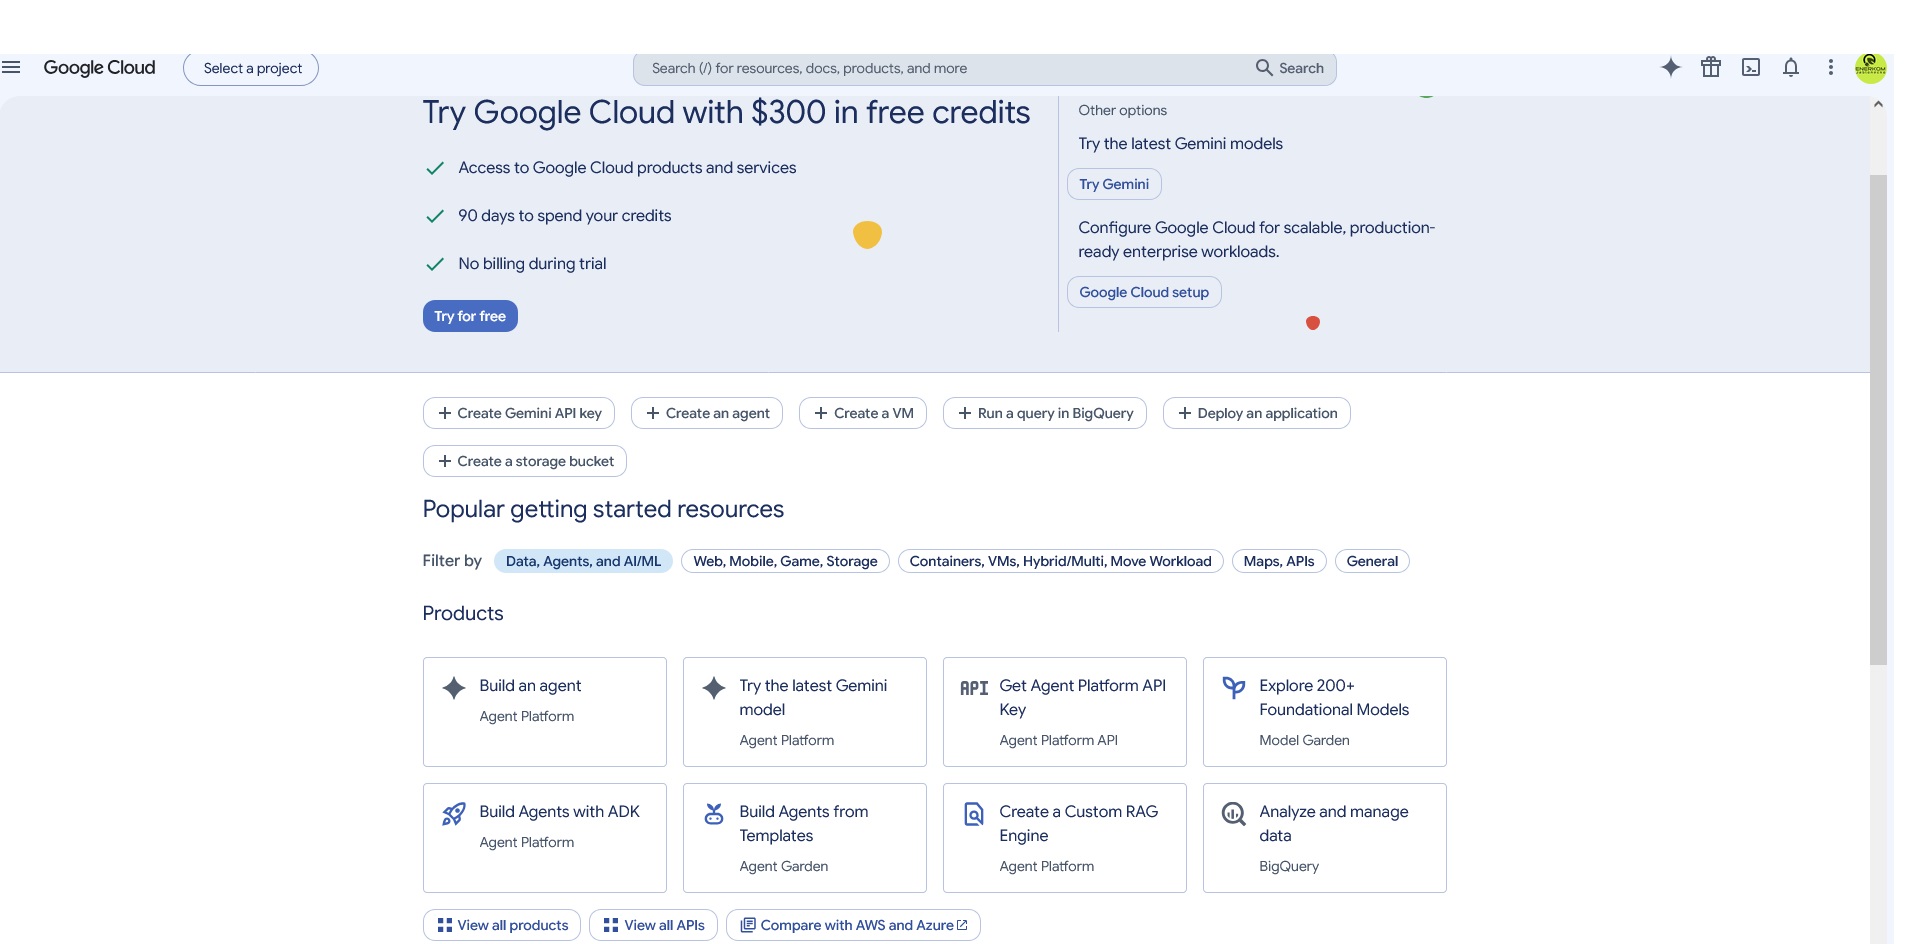 Google Cloud
Select a project
Search (/) for resources, docs, products, and more
Search
Try Google Cloud with $300 in free credits
Access to Google Cloud products and services
90 days to spend your credits
No billing during trial
Try for free
Other options
Try the latest Gemini models
Try Gemini
Configure Google Cloud for scalable, production-
ready enterprise workloads.
Google Cloud setup
Create Gemini API key
Create an agent
Create a VM
Run a query in BigQuery
Deploy an application
Create a storage bucket
Popular getting started resources
Filter by
Data, Agents, and AI/ML
Web, Mobile, Game, Storage
Containers, VMs, Hybrid/Multi, Move Workload
Maps, APIs
General
Products
Build an agent
Agent Platform
Try the latest Gemini
model
Agent Platform
API
Get Agent Platform API
Key
Agent Platform API
Explore 200+
Foundational Models
Model Garden
Build Agents with ADK
Agent Platform
Build Agents from
Templates
Agent Garden
Create a Custom RAG
Engine
Agent Platform
Analyze and manage
data
BigQuery
View all products
View all APIs
Compare with AWS and Azure